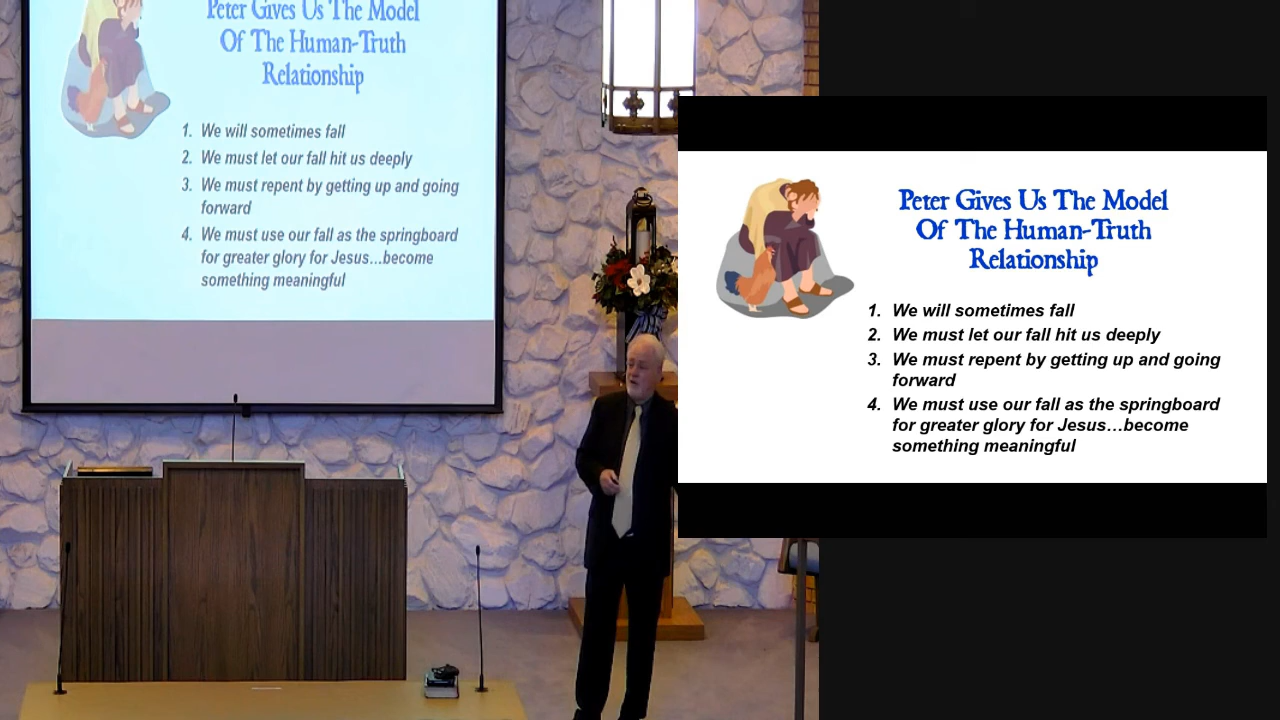 Peter Gives Us The Model
Of The Human-Truth
Relationship
1. We will sometimes fall
2. We must let our fall hit us deeply
3. We must repent by getting up and going
forward
4. We must use our fall as the springboard
for greater glory for Jesus...become
something meaningful
Peter Gives Us The Model
Of The Human-Truth
Relationship
1. We will sometimes fall
2. We must let our fall hit us deeply
3. We must repent by getting up and going
forward
4. We must use our fall as the springboard
for greater glory for Jesus...become
something meaningful